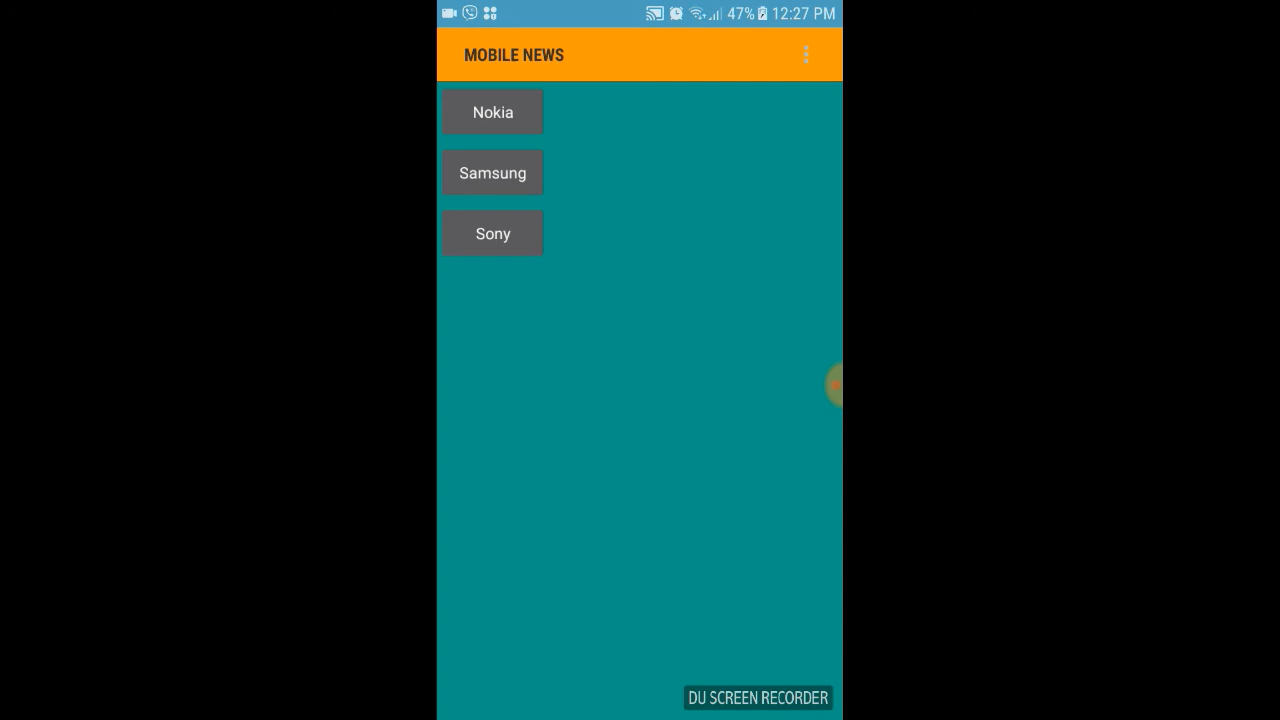 47% 12:27 PM
MOBILE NEWS
Nokia
Samsung
Sony
DU SCREEN RECORDER